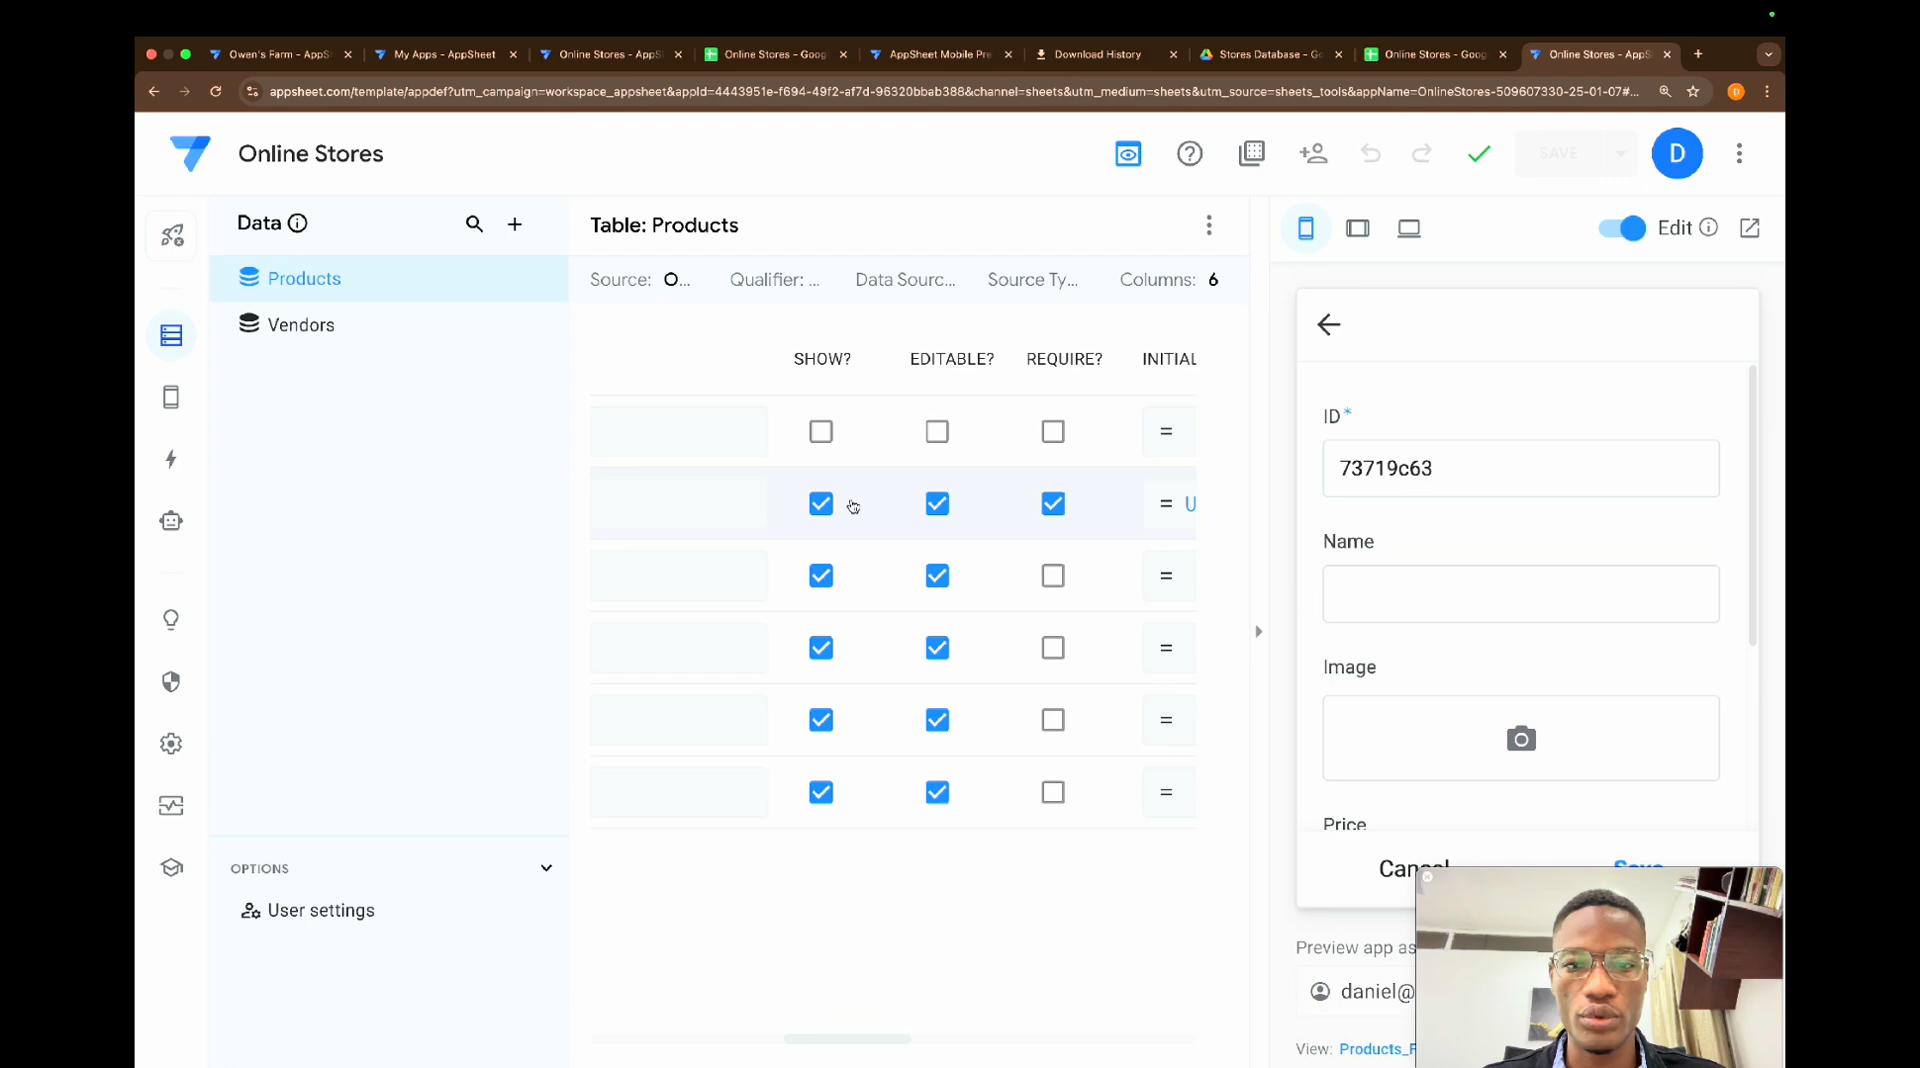 Owen's Farm - AppS
My Apps - AppSheet
Online Stores - AppS
Online Stores - Goog
AppSheet Mobile Pre
Download History
Stores Database - Go
Online Stores - Goog
Online Stores - AppS
appsheet.com/template/appdef?utm_campaign=workspace_appsheet&appId=4443951e-f694-49f2-af7d-96320bbab388&channel=sheets&utm_medium=sheets&utm_source=sheets_tools&appName=OnlineStores-509607330-25-01-07#...
D
Online Stores
SAVE
D
Data
Products
Vendors
OPTIONS
User settings
Table: Products
Source: O...
Qualifier: ...
Data Sourc...
Source Ty...
Columns: 6
SHOW?
EDITABLE?
REQUIRE?
INITIAL
=
= U
=
=
=
=
Edit
ID*
73719c63
Name
Image
Price
Cancel
Save
Preview app as
daniel@
View: Products_F